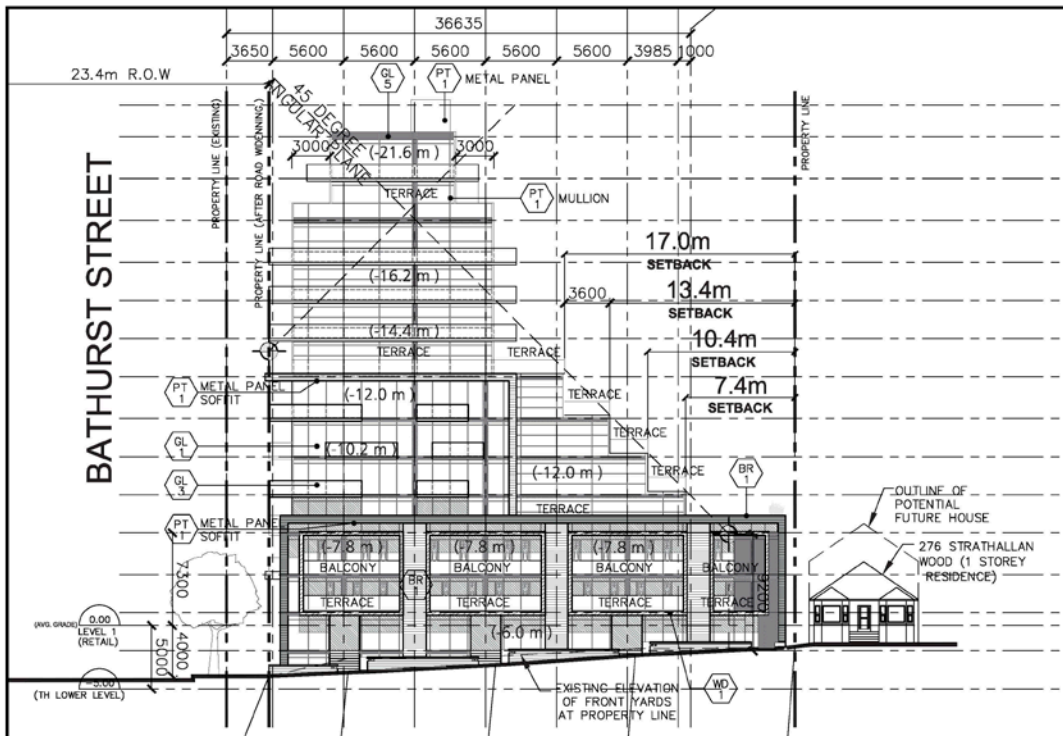 36635
3650 5600 5600 5600 5600 5600 3985 1000
23.4m R.O.W
GL
5
PT
1
METAL PANEL
45 DEGREE
ANGULAR PLANE
3000
(-21.6 m )
3000
PROPERTY LINE (EXISTING)
PROPERTY LINE (AFTER ROAD WIDENNING)
PROPERTY LINE
BATHURST STREET
TERRACE
PT
1
MULLION
17.0m
SETBACK
(-16.2 m )
3600
13.4m
SETBACK
(-14.4 m )
10.4m
SETBACK
TERRACE
TERRACE
7.4m
SETBACK
PT
1
METAL PANEL
SOFFIT
(-12.0 m )
TERRACE
GL
1
(-10.2 m )
TERRACE
(-12.0 m )
TERRACE
BR
1
GL
3
TERRACE
OUTLINE OF
POTENTIAL
FUTURE HOUSE
PT
1
METAL PANEL
SOFFIT
(-7.8 m )
(-7.8 m )
(-7.8 m )
BALCONY
BALCONY
BALCONY
BALCONY
276 STRATHALLAN
WOOD (1 STOREY
RESIDENCE)
7,300
BR
1
9200
TERRACE
TERRACE
TERRACE
TERRACE
(AVG. GRADE)
0.00
LEVEL 1
(RETAIL)
(-6.0 m )
4000
5000
-5.00
(TH LOWER LEVEL)
EXISTING ELEVATION
OF FRONT YARDS
AT PROPERTY LINE
WD
1